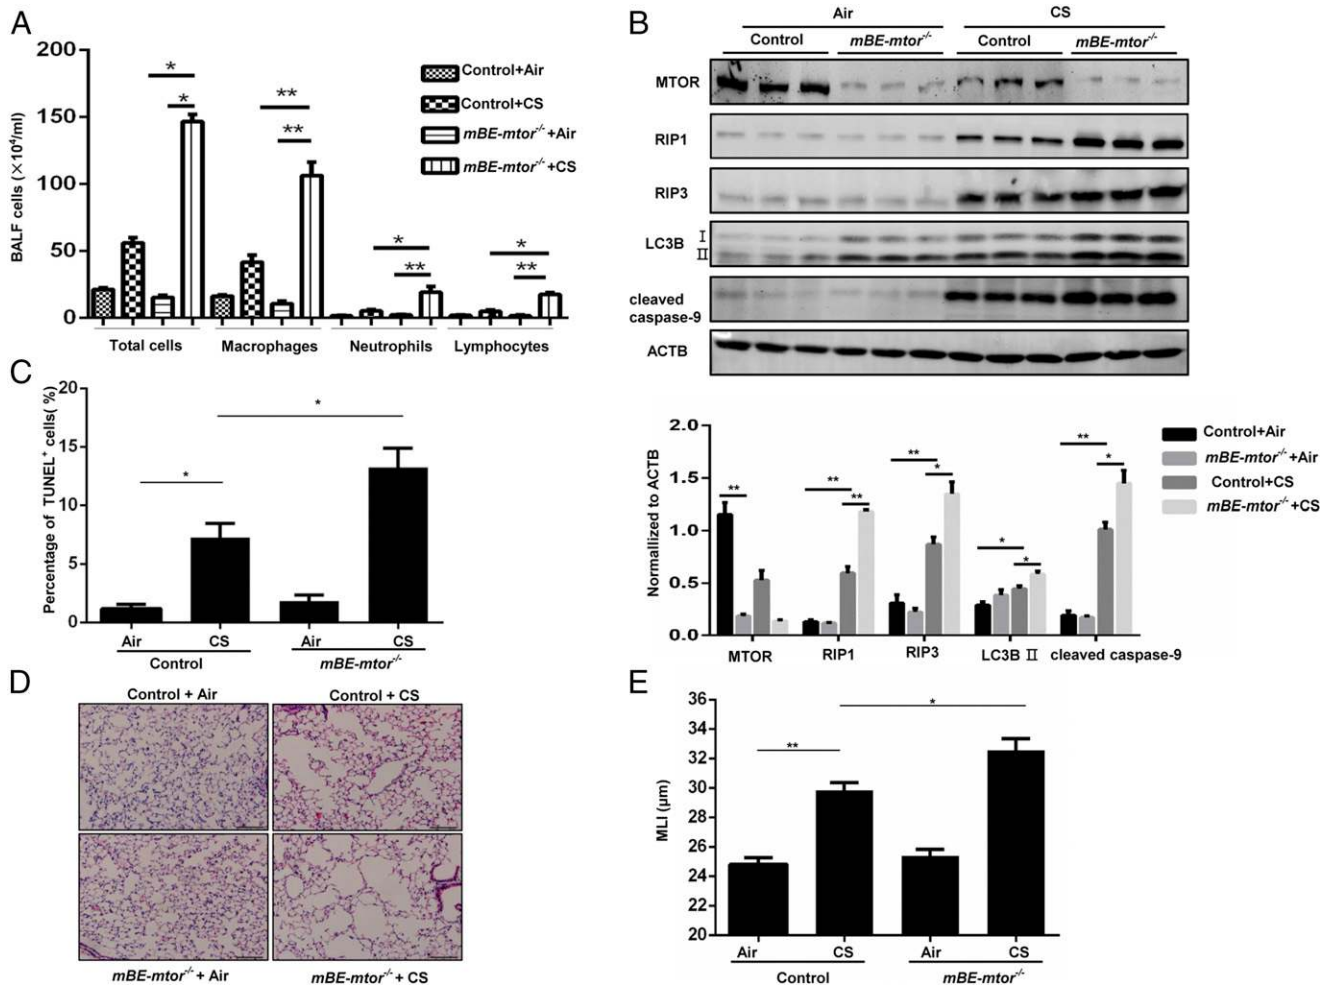 A
200
150
100
50
0
BALF cells (×10⁴/ml)
* * ** ** * ** * **
Control+Air
Control+CS
mBE-mtor⁻/⁻+Air
mBE-mtor⁻/⁻+CS
Total cells Macrophages Neutrophils Lymphocytes
B
Air CS
Control mBE-mtor⁻/⁻ Control mBE-mtor⁻/⁻
MTOR
RIP1
RIP3
LC3B I
II
cleaved
caspase-9
ACTB
2.0
1.5
1.0
0.5
0.0
Normallized to ACTB
** ** ** ** * * * ** *
Control+Air
mBE-mtor⁻/⁻+Air
Control+CS
mBE-mtor⁻/⁻+CS
MTOR RIP1 RIP3 LC3B II cleaved caspase-9
C
20
15
10
5
0
Percentage of TUNEL⁺ cells( %)
* *
Air CS Air CS
Control mBE-mtor⁻/⁻
D
Control + Air Control + CS
mBE-mtor⁻/⁻ + Air mBE-mtor⁻/⁻ + CS
E
36
34
32
30
28
26
24
22
20
MLI (μm)
** *
Air CS Air CS
Control mBE-mtor⁻/⁻